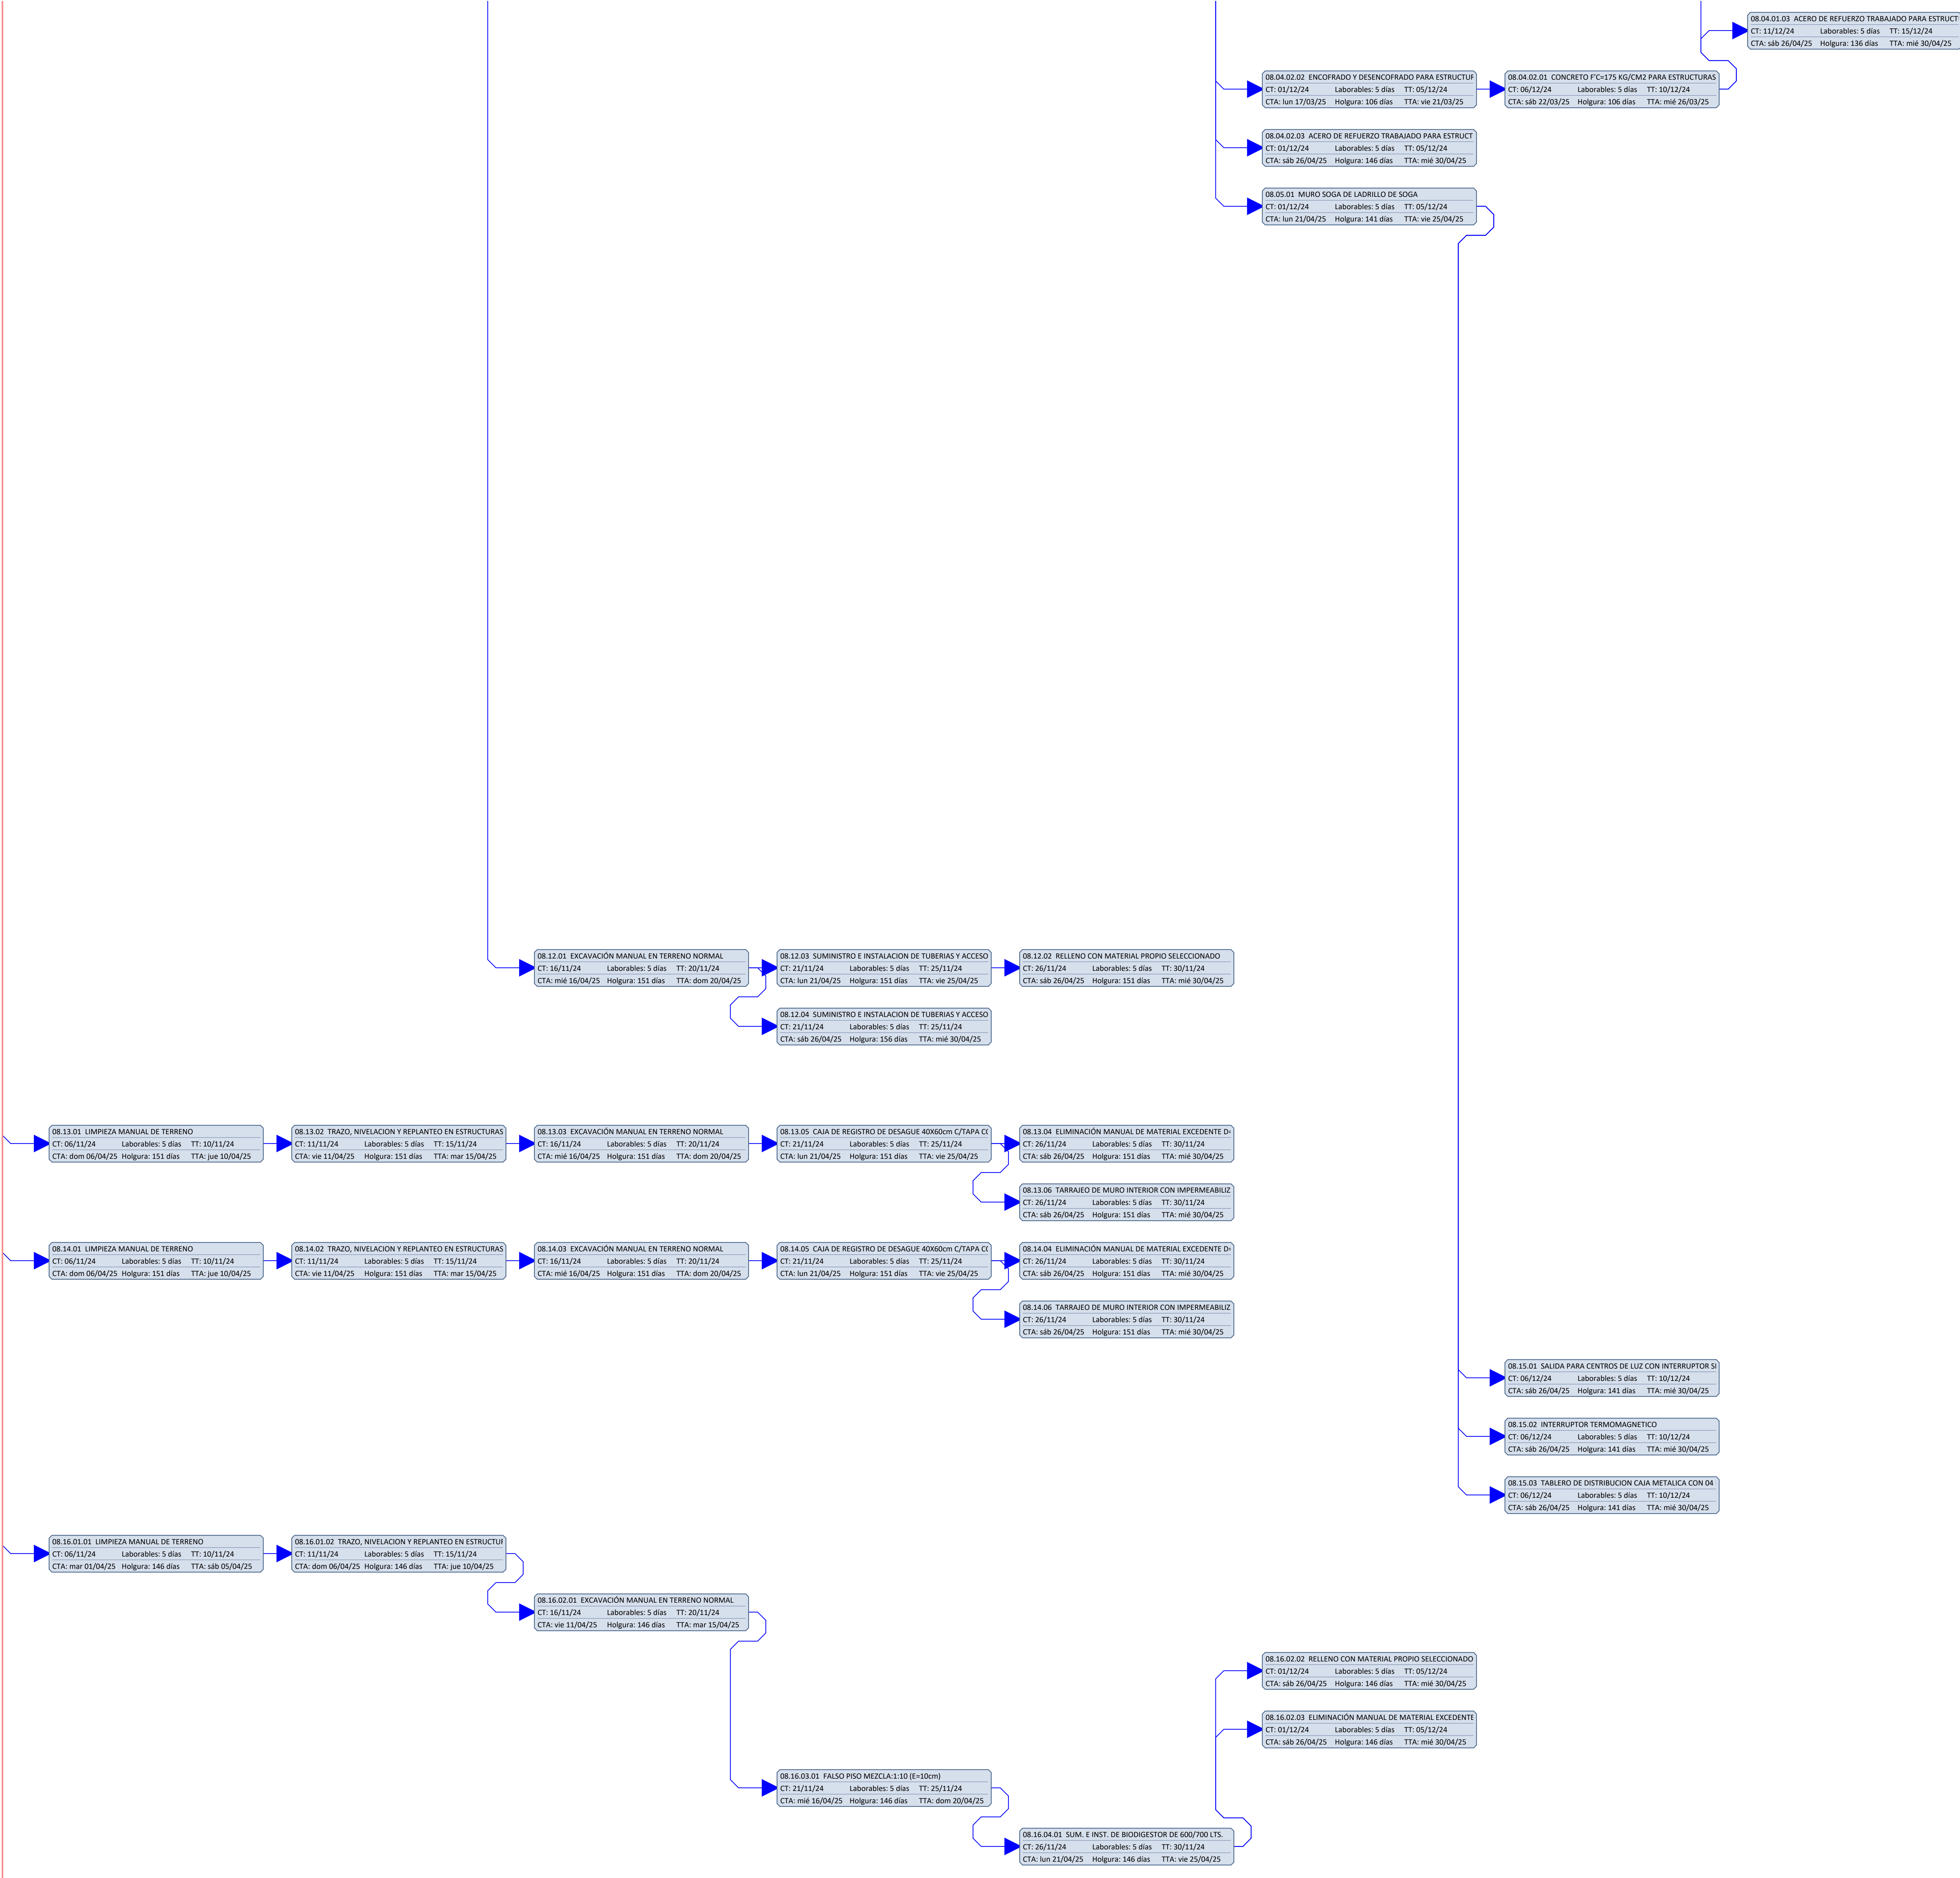 08.04.01.03 ACERO DE REFUERZO TRABAJADO PARA ESTRUCT
CT: 11/12/24 Laborables: 5 días TT: 15/12/24
CTA: sáb 26/04/25 Holgura: 136 días TTA: mié 30/04/25
08.04.02.02 ENCOFRADO Y DESENCOFRADO PARA ESTRUCTUR
CT: 01/12/24 Laborables: 5 días TT: 05/12/24
CTA: lun 17/03/25 Holgura: 106 días TTA: vie 21/03/25
08.04.02.01 CONCRETO F'C=175 KG/CM2 PARA ESTRUCTURAS
CT: 06/12/24 Laborables: 5 días TT: 10/12/24
CTA: sáb 22/03/25 Holgura: 106 días TTA: mié 26/03/25
08.04.02.03 ACERO DE REFUERZO TRABAJADO PARA ESTRUCT
CT: 01/12/24 Laborables: 5 días TT: 05/12/24
CTA: sáb 26/04/25 Holgura: 146 días TTA: mié 30/04/25
08.05.01 MURO SOGA DE LADRILLO DE SOGA
CT: 01/12/24 Laborables: 5 días TT: 05/12/24
CTA: lun 21/04/25 Holgura: 141 días TTA: vie 25/04/25
08.12.01 EXCAVACIÓN MANUAL EN TERRENO NORMAL
CT: 16/11/24 Laborables: 5 días TT: 20/11/24
CTA: mié 16/04/25 Holgura: 151 días TTA: dom 20/04/25
08.12.03 SUMINISTRO E INSTALACION DE TUBERIAS Y ACCESO
CT: 21/11/24 Laborables: 5 días TT: 25/11/24
CTA: lun 21/04/25 Holgura: 151 días TTA: vie 25/04/25
08.12.02 RELLENO CON MATERIAL PROPIO SELECCIONADO
CT: 26/11/24 Laborables: 5 días TT: 30/11/24
CTA: sáb 26/04/25 Holgura: 151 días TTA: mié 30/04/25
08.12.04 SUMINISTRO E INSTALACION DE TUBERIAS Y ACCESO
CT: 21/11/24 Laborables: 5 días TT: 25/11/24
CTA: sáb 26/04/25 Holgura: 156 días TTA: mié 30/04/25
08.13.01 LIMPIEZA MANUAL DE TERRENO
CT: 06/11/24 Laborables: 5 días TT: 10/11/24
CTA: dom 06/04/25 Holgura: 151 días TTA: jue 10/04/25
08.13.02 TRAZO, NIVELACION Y REPLANTEO EN ESTRUCTURAS
CT: 11/11/24 Laborables: 5 días TT: 15/11/24
CTA: vie 11/04/25 Holgura: 151 días TTA: mar 15/04/25
08.13.03 EXCAVACIÓN MANUAL EN TERRENO NORMAL
CT: 16/11/24 Laborables: 5 días TT: 20/11/24
CTA: mié 16/04/25 Holgura: 151 días TTA: dom 20/04/25
08.13.05 CAJA DE REGISTRO DE DESAGUE 40X60cm C/TAPA CO
CT: 21/11/24 Laborables: 5 días TT: 25/11/24
CTA: lun 21/04/25 Holgura: 151 días TTA: vie 25/04/25
08.13.04 ELIMINACIÓN MANUAL DE MATERIAL EXCEDENTE D
CT: 26/11/24 Laborables: 5 días TT: 30/11/24
CTA: sáb 26/04/25 Holgura: 151 días TTA: mié 30/04/25
08.13.06 TARRAJEO DE MURO INTERIOR CON IMPERMEABILIZ
CT: 26/11/24 Laborables: 5 días TT: 30/11/24
CTA: sáb 26/04/25 Holgura: 151 días TTA: mié 30/04/25
08.14.01 LIMPIEZA MANUAL DE TERRENO
CT: 06/11/24 Laborables: 5 días TT: 10/11/24
CTA: dom 06/04/25 Holgura: 151 días TTA: jue 10/04/25
08.14.02 TRAZO, NIVELACION Y REPLANTEO EN ESTRUCTURAS
CT: 11/11/24 Laborables: 5 días TT: 15/11/24
CTA: vie 11/04/25 Holgura: 151 días TTA: mar 15/04/25
08.14.03 EXCAVACIÓN MANUAL EN TERRENO NORMAL
CT: 16/11/24 Laborables: 5 días TT: 20/11/24
CTA: mié 16/04/25 Holgura: 151 días TTA: dom 20/04/25
08.14.05 CAJA DE REGISTRO DE DESAGUE 40X60cm C/TAPA CO
CT: 21/11/24 Laborables: 5 días TT: 25/11/24
CTA: lun 21/04/25 Holgura: 151 días TTA: vie 25/04/25
08.14.04 ELIMINACIÓN MANUAL DE MATERIAL EXCEDENTE D
CT: 26/11/24 Laborables: 5 días TT: 30/11/24
CTA: sáb 26/04/25 Holgura: 151 días TTA: mié 30/04/25
08.14.06 TARRAJEO DE MURO INTERIOR CON IMPERMEABILIZ
CT: 26/11/24 Laborables: 5 días TT: 30/11/24
CTA: sáb 26/04/25 Holgura: 151 días TTA: mié 30/04/25
08.15.01 SALIDA PARA CENTROS DE LUZ CON INTERRUPTOR SI
CT: 06/12/24 Laborables: 5 días TT: 10/12/24
CTA: sáb 26/04/25 Holgura: 141 días TTA: mié 30/04/25
08.15.02 INTERRUPTOR TERMOMAGNETICO
CT: 06/12/24 Laborables: 5 días TT: 10/12/24
CTA: sáb 26/04/25 Holgura: 141 días TTA: mié 30/04/25
08.15.03 TABLERO DE DISTRIBUCION CAJA METALICA CON 04
CT: 06/12/24 Laborables: 5 días TT: 10/12/24
CTA: sáb 26/04/25 Holgura: 141 días TTA: mié 30/04/25
08.16.01.01 LIMPIEZA MANUAL DE TERRENO
CT: 06/11/24 Laborables: 5 días TT: 10/11/24
CTA: mar 01/04/25 Holgura: 146 días TTA: sáb 05/04/25
08.16.01.02 TRAZO, NIVELACION Y REPLANTEO EN ESTRUCTUR
CT: 11/11/24 Laborables: 5 días TT: 15/11/24
CTA: dom 06/04/25 Holgura: 146 días TTA: jue 10/04/25
08.16.02.01 EXCAVACIÓN MANUAL EN TERRENO NORMAL
CT: 16/11/24 Laborables: 5 días TT: 20/11/24
CTA: vie 11/04/25 Holgura: 146 días TTA: mar 15/04/25
08.16.02.02 RELLENO CON MATERIAL PROPIO SELECCIONADO
CT: 01/12/24 Laborables: 5 días TT: 05/12/24
CTA: sáb 26/04/25 Holgura: 146 días TTA: mié 30/04/25
08.16.02.03 ELIMINACIÓN MANUAL DE MATERIAL EXCEDENTE
CT: 01/12/24 Laborables: 5 días TT: 05/12/24
CTA: sáb 26/04/25 Holgura: 146 días TTA: mié 30/04/25
08.16.03.01 FALSO PISO MEZCLA:1:10 (E=10cm)
CT: 21/11/24 Laborables: 5 días TT: 25/11/24
CTA: mié 16/04/25 Holgura: 146 días TTA: dom 20/04/25
08.16.04.01 SUM. E INST. DE BIODIGESTOR DE 600/700 LTS.
CT: 26/11/24 Laborables: 5 días TT: 30/11/24
CTA: lun 21/04/25 Holgura: 146 días TTA: vie 25/04/25